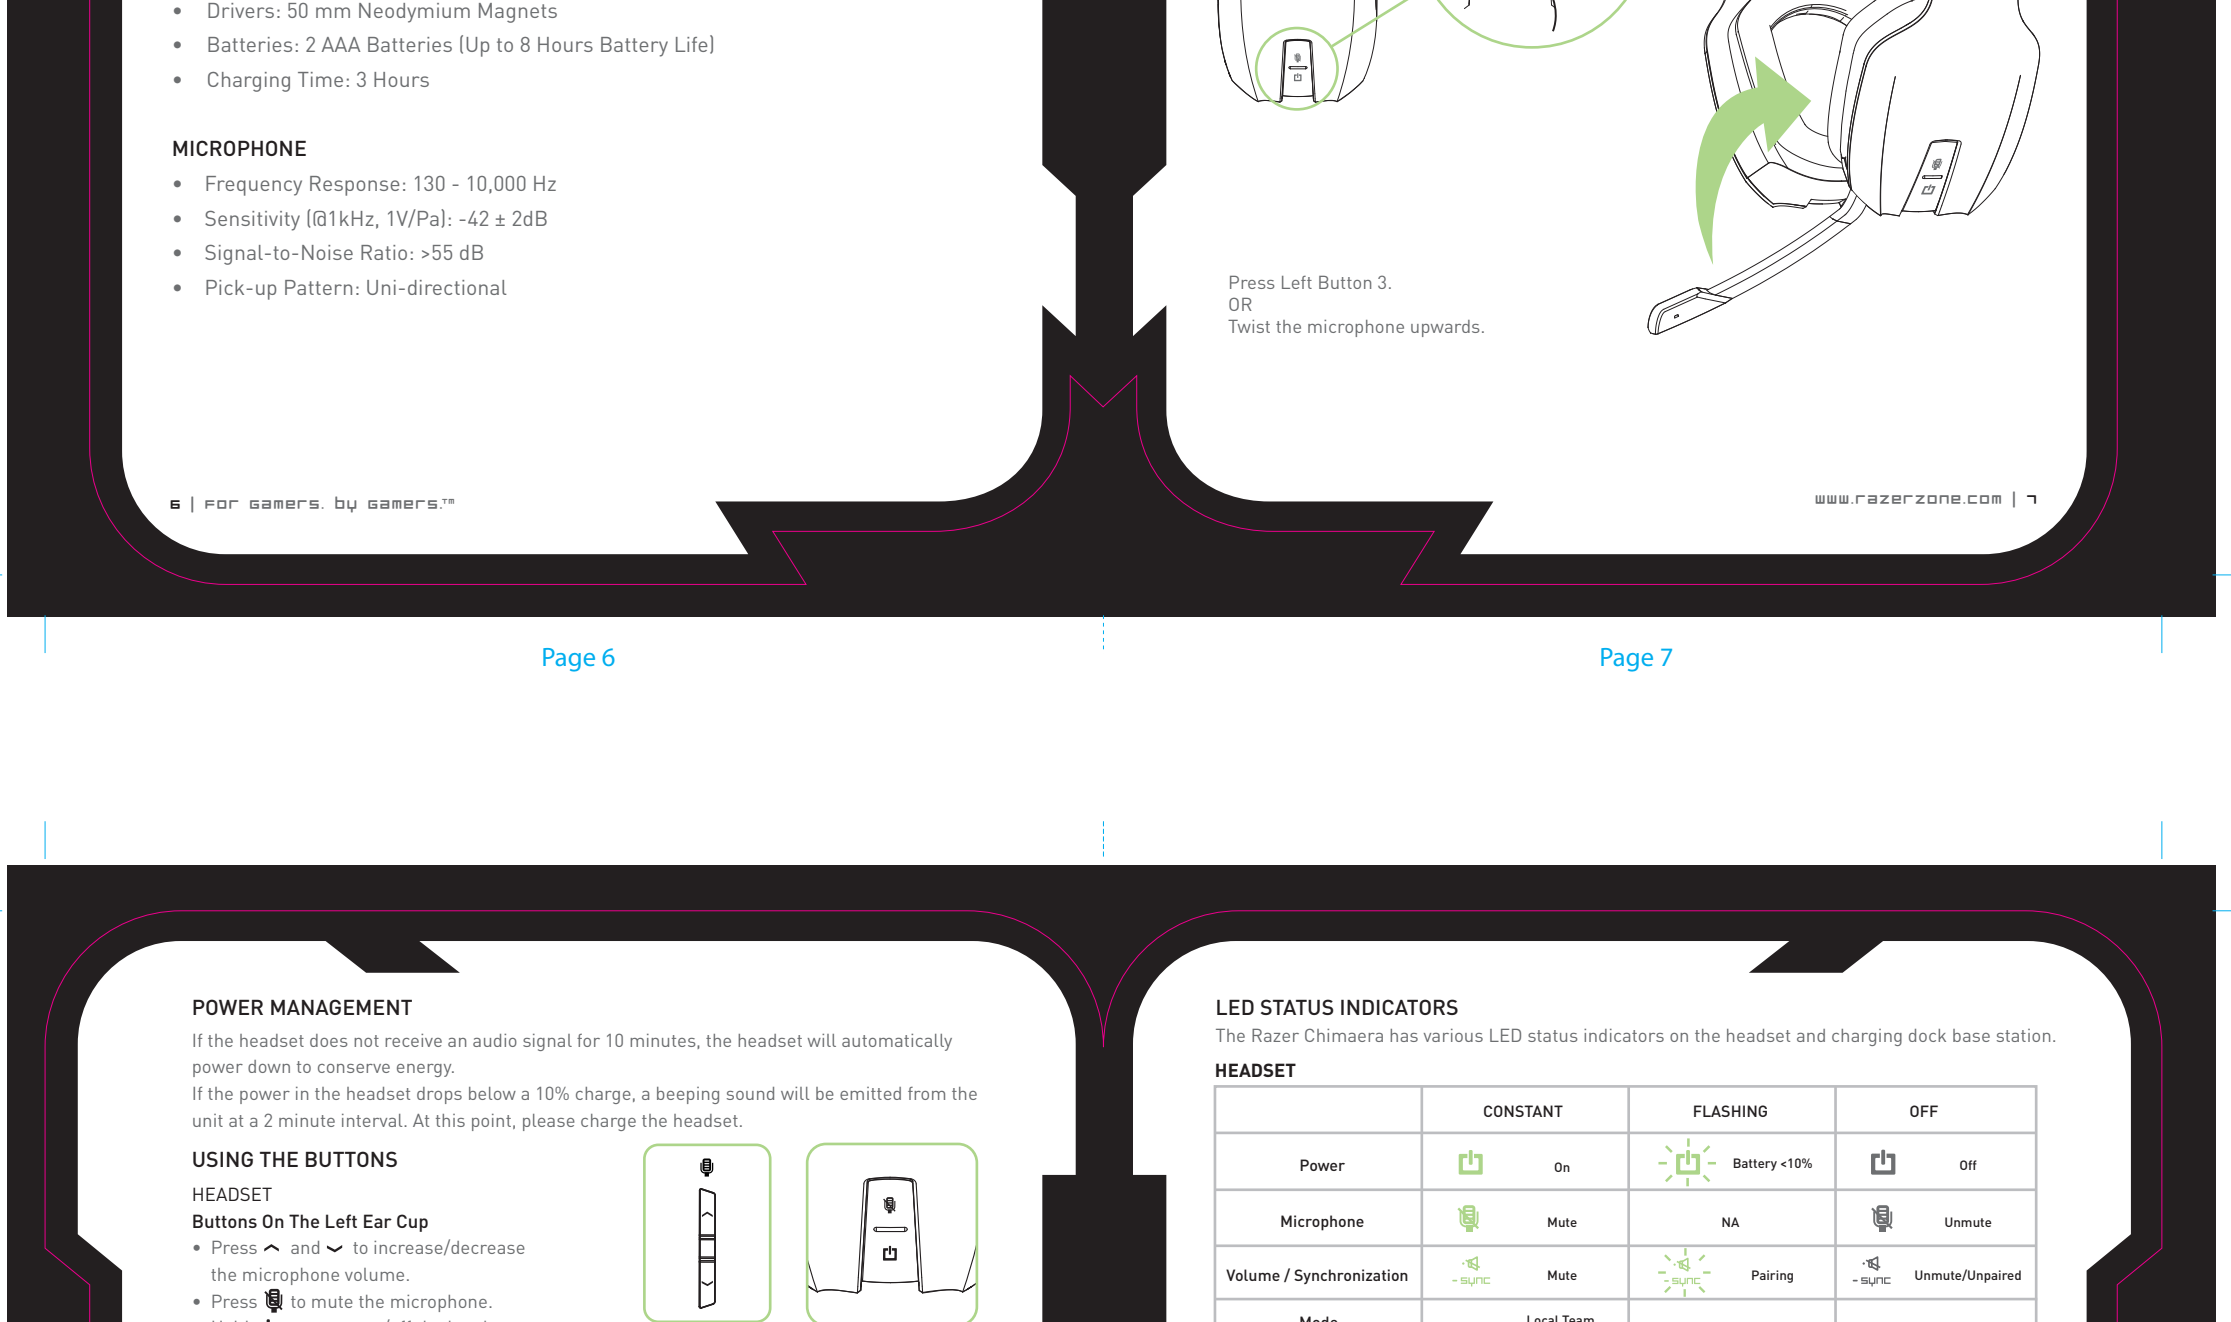 • Drivers: 50 mm Neodymium Magnets
• Batteries: 2 AAA Batteries (Up to 8 Hours Battery Life)
• Charging Time: 3 Hours
MICROPHONE
• Frequency Response: 130 - 10,000 Hz
• Sensitivity (@1kHz, 1V/Pa): -42 ± 2dB
• Signal-to-Noise Ratio: >55 dB
• Pick-up Pattern: Uni-directional
6 | For Gamers. By Gamers.™
Press Left Button 3.
OR
Twist the microphone upwards.
www.razerzone.com | 7
Page 6
Page 7
POWER MANAGEMENT
If the headset does not receive an audio signal for 10 minutes, the headset will automatically
power down to conserve energy.
If the power in the headset drops below a 10% charge, a beeping sound will be emitted from the
unit at a 2 minute interval. At this point, please charge the headset.
USING THE BUTTONS
HEADSET
Buttons On The Left Ear Cup
• Press and to increase/decrease
the microphone volume.
• Press to mute the microphone.
LED STATUS INDICATORS
The Razer Chimaera has various LED status indicators on the headset and charging dock base station.
HEADSET
CONSTANT FLASHING OFF
Power On Battery <10% Off
Microphone Mute NA Unmute
Volume / Synchronization - sync Mute - sync Pairing - sync Unmute/Unpaired
Mode Local Team